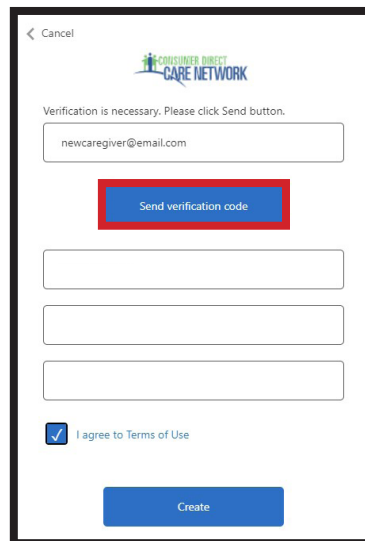 Cancel
CONSUMER DIRECT
CARE NETWORK
Verification is necessary. Please click Send button.
newcaregiver@email.com
Send verification code
I agree to Terms of Use
Create